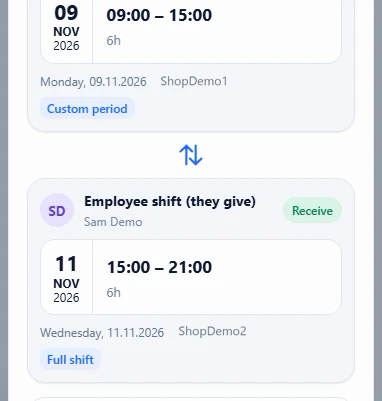 09
NOV
2026
09:00 – 15:00
6h
Monday, 09.11.2026 ShopDemo1
Custom period
SD
Employee shift (they give)
Sam Demo
Receive
11
NOV
2026
15:00 – 21:00
6h
Wednesday, 11.11.2026 ShopDemo2
Full shift